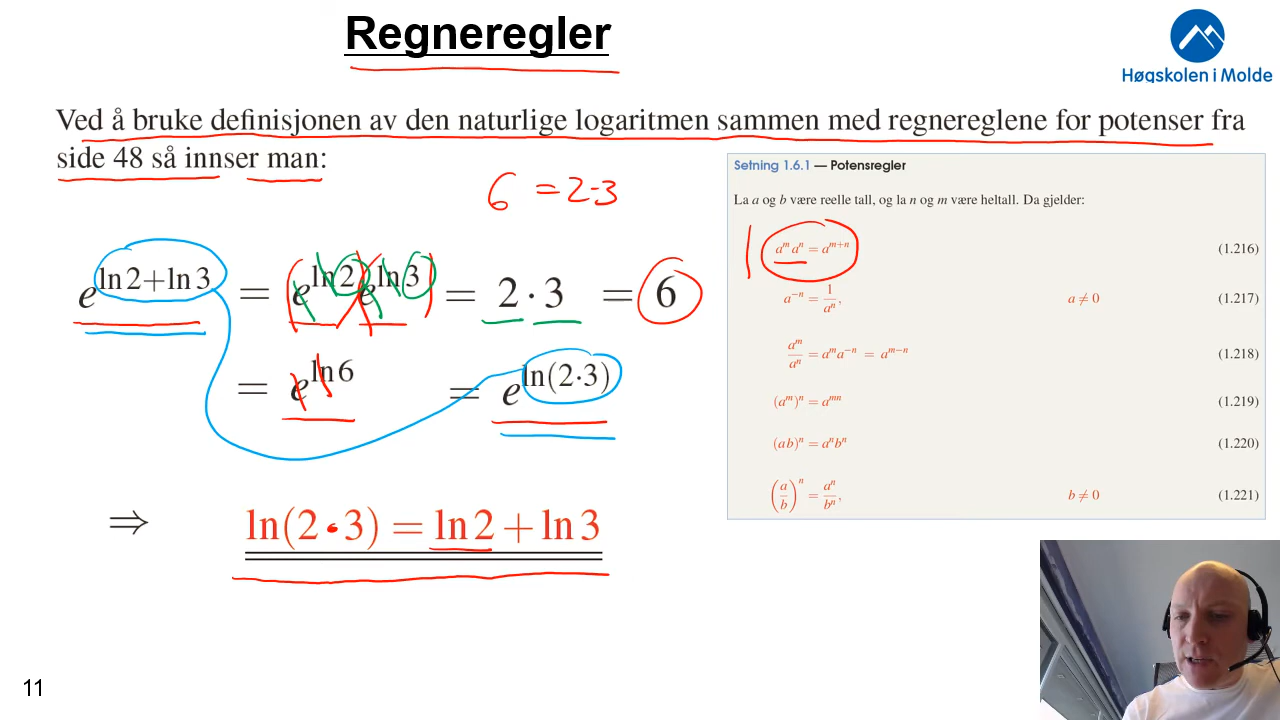 Regneregler
Høgskolen i Molde
Ved å bruke definisjonen av den naturlige logaritmen sammen med regnereglene for potenser fra
side 48 så innser man:
6 = 2·3
e^{ln 2+ln 3} = e^{ln 2} e^{ln 3} = 2 · 3 = 6
= e^{ln 6} = e^{ln(2·3)}
⇒ ln(2 · 3) = ln 2 + ln 3
Setning 1.6.1 — Potensregler
La a og b være reelle tall, og la n og m være heltall. Da gjelder:
a^m a^n = a^{m+n} (1.216)
a^{−n} = 1/a^n, a ≠ 0 (1.217)
a^m/a^n = a^m a^{−n} = a^{m−n} (1.218)
(a^m)^n = a^{mn} (1.219)
(ab)^n = a^n b^n (1.220)
(a/b)^n = a^n/b^n, b ≠ 0 (1.221)
11